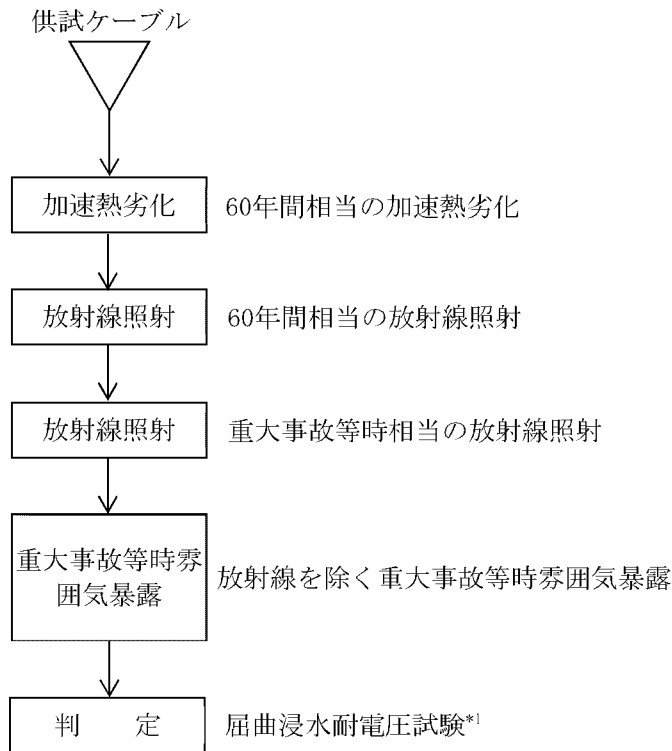 供試ケーブル
加速熱劣化 60年間相当の加速熱劣化
放射線照射 60年間相当の放射線照射
放射線照射 重大事故等時相当の放射線照射
重大事故等時雰
囲気暴露
放射線を除く重大事故等時雰囲気暴露
判 定 屈曲浸水耐電圧試験*1